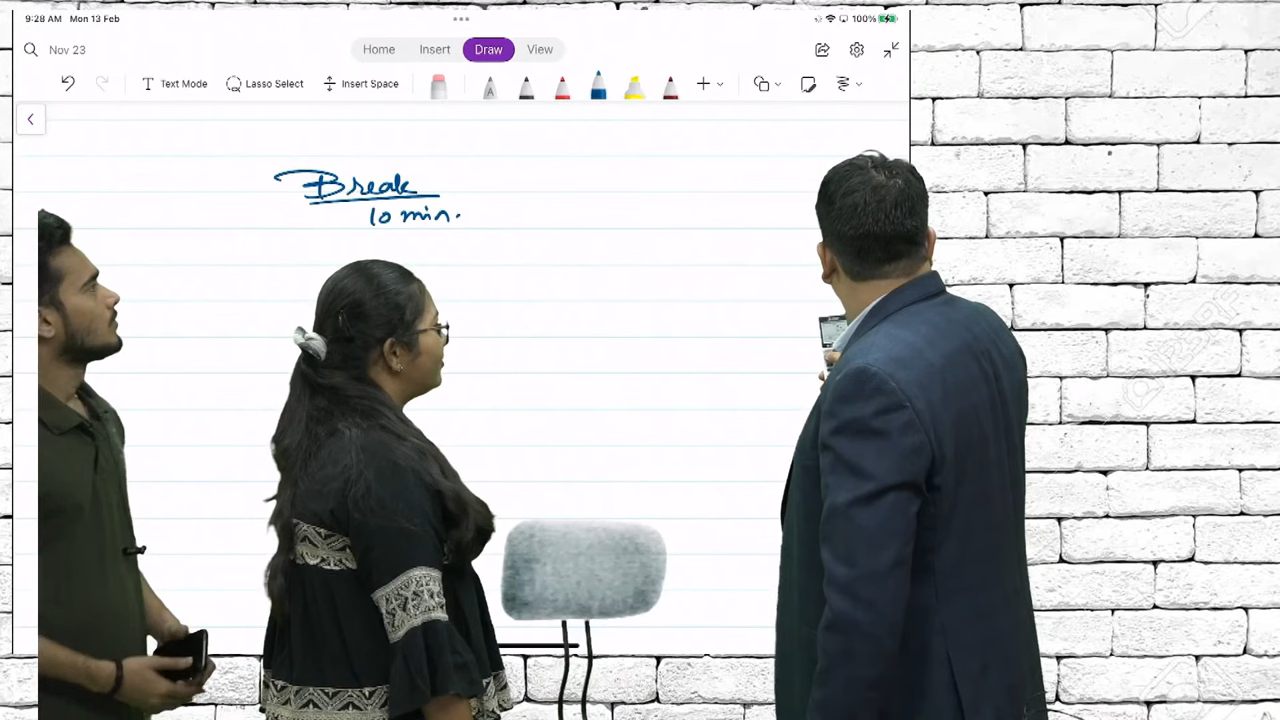 9:28 AM Mon 13 Feb
100%
Nov 23
Home Insert Draw View
Text Mode Lasso Select Insert Space
A
Break
10 min.